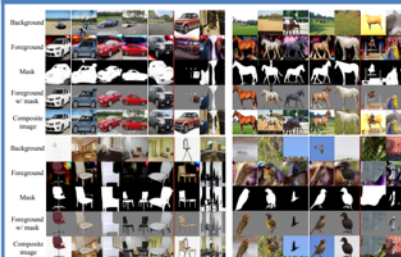 Background
Foreground
Mask
Foreground
w/ mask
Composite
image
Background
Foreground
Mask
Foreground
w/ mask
Composite
image